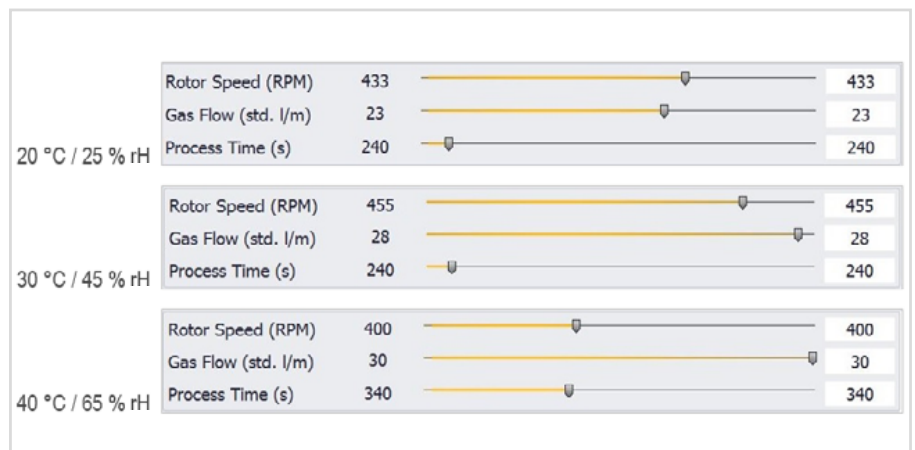 Rotor Speed (RPM) 433 433
Gas Flow (std. l/m) 23 23
20 °C / 25 % rH Process Time (s) 240 240
Rotor Speed (RPM) 455 455
Gas Flow (std. l/m) 28 28
30 °C / 45 % rH Process Time (s) 240 240
Rotor Speed (RPM) 400 400
Gas Flow (std. l/m) 30 30
40 °C / 65 % rH Process Time (s) 340 340